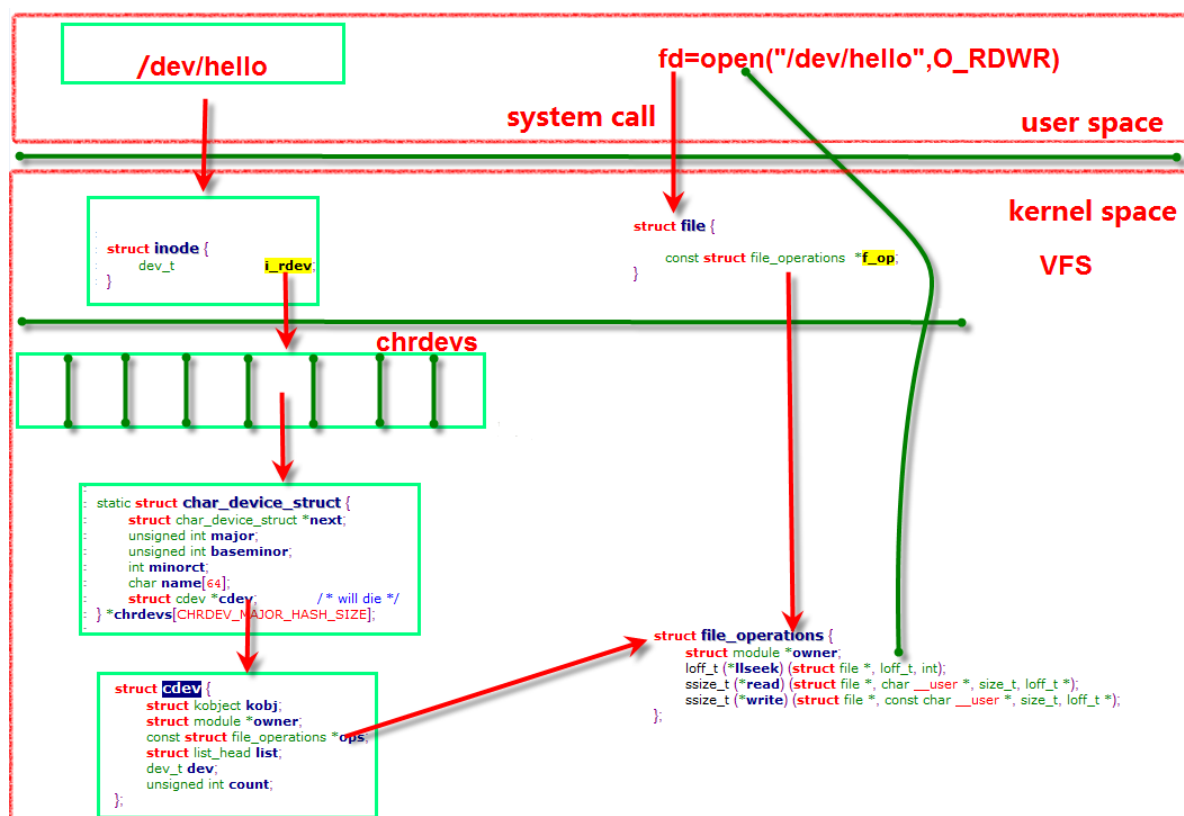 /dev/hello
fd=open("/dev/hello",O_RDWR)
system call
user space
kernel space
VFS
struct inode {
dev_t i_rdev;
}
struct file {
const struct file_operations *f_op;
}
chrdevs
static struct char_device_struct {
struct char_device_struct *next;
unsigned int major;
unsigned int baseminor;
int minorct;
char name[64];
struct cdev *cdev; /* will die */
} *chrdevs[CHRDEV_MAJOR_HASH_SIZE];
struct cdev {
struct kobject kobj;
struct module *owner;
const struct file_operations *ops;
struct list_head list;
dev_t dev;
unsigned int count;
};
struct file_operations {
struct module *owner;
loff_t (*llseek) (struct file *, loff_t, int);
ssize_t (*read) (struct file *, char __user *, size_t, loff_t *);
ssize_t (*write) (struct file *, const char __user *, size_t, loff_t *);
};